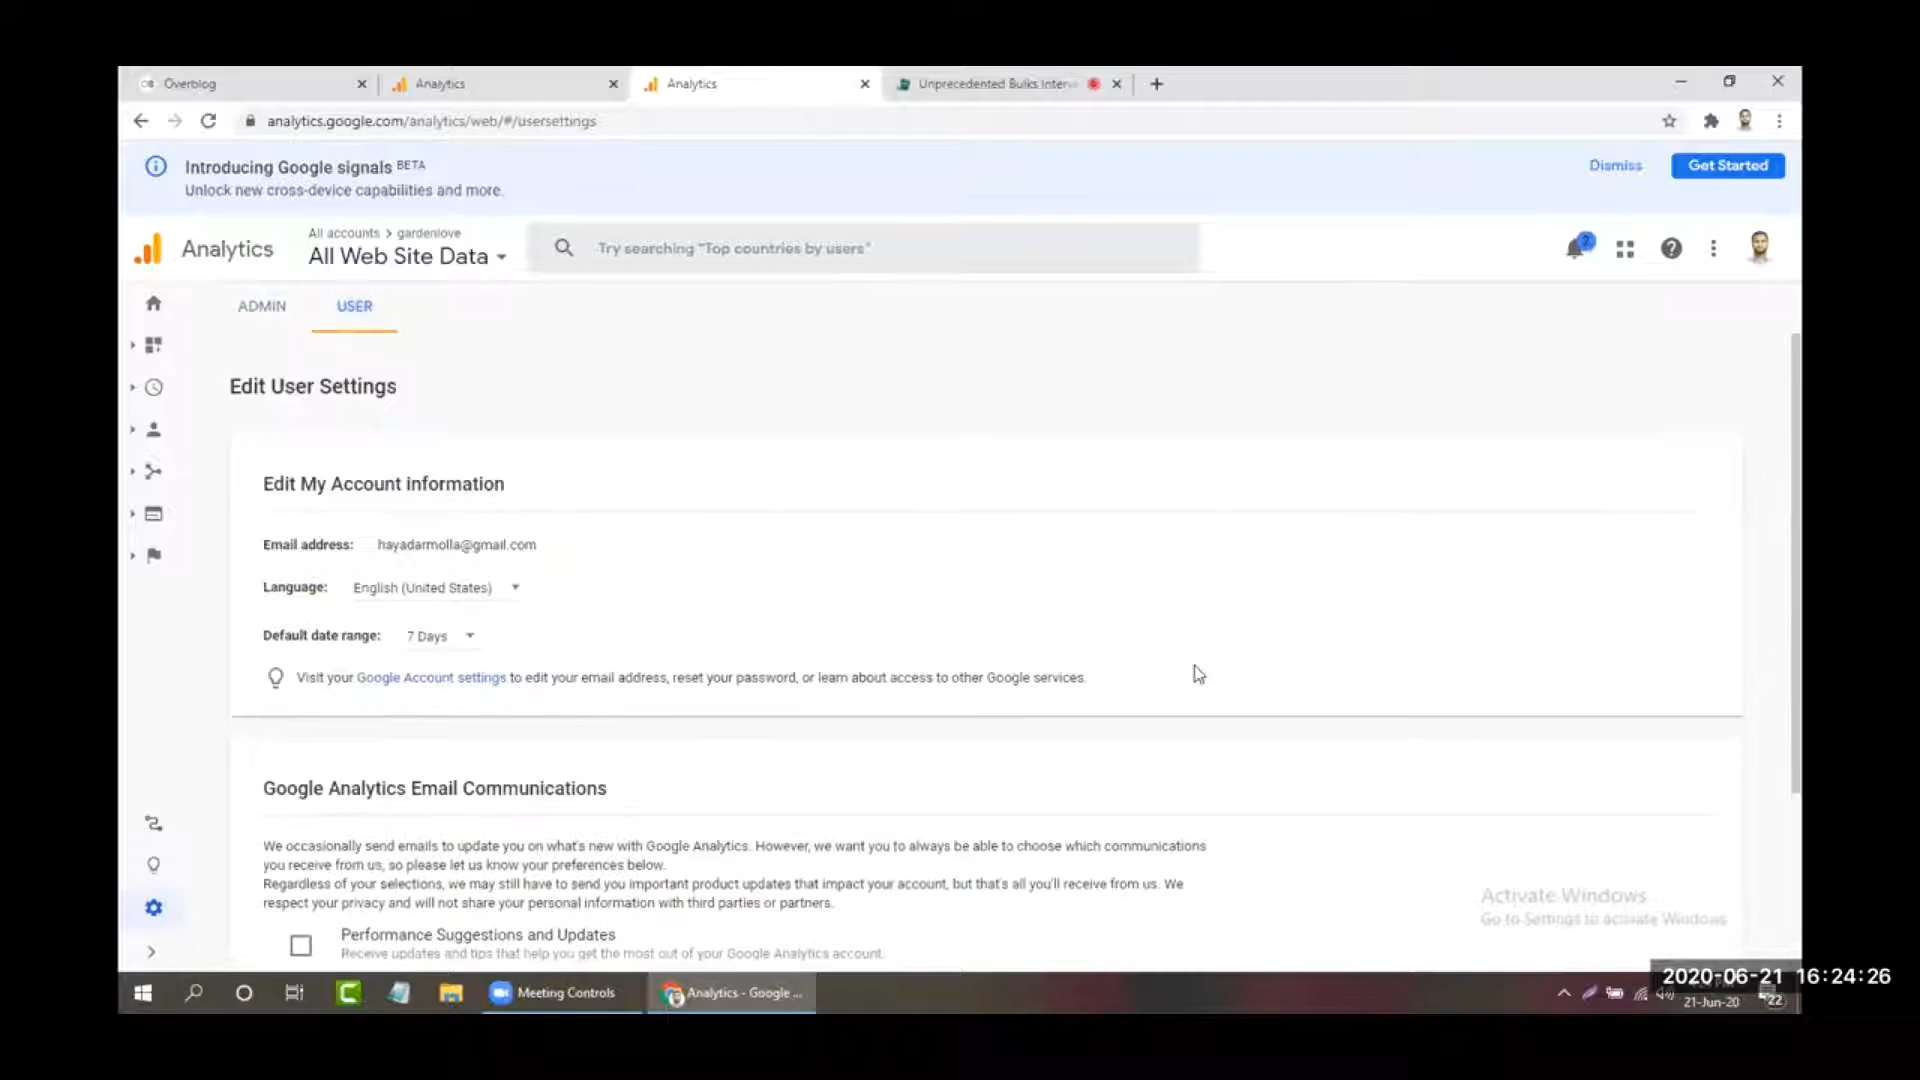 Overblog
Analytics
Analytics
Unprecedented Bulks Interv
analytics.google.com/analytics/web/#/usersettings
Introducing Google signals BETA
Unlock new cross-device capabilities and more.
Dismiss
Get Started
Analytics
All accounts > gardenlove
All Web Site Data
Try searching "Top countries by users"
2
ADMIN
USER
Edit User Settings
Edit My Account information
Email address: hayadarmolla@gmail.com
Language: English (United States)
Default date range: 7 Days
Visit your Google Account settings to edit your email address, reset your password, or learn about access to other Google services.
Google Analytics Email Communications
We occasionally send emails to update you on what's new with Google Analytics. However, we want you to always be able to choose which communications
you receive from us, so please let us know your preferences below.
Regardless of your selections, we may still have to send you important product updates that impact your account, but that's all you'll receive from us. We
respect your privacy and will not share your personal information with third parties or partners.
Performance Suggestions and Updates
Receive updates and tips that help you get the most out of your Google Analytics account.
Activate Windows
Go to Settings to activate Windows
Meeting Controls
Analytics - Google ...
2020-06-21 16:24:26
21-Jun-20
22